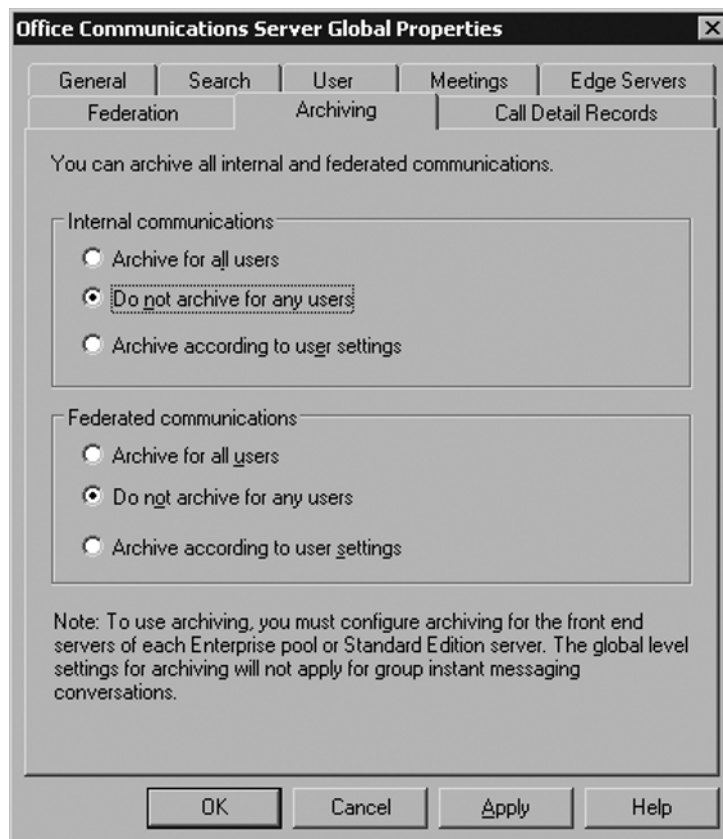 Office Communications Server Global Properties
General Search User Meetings Edge Servers
Federation Archiving Call Detail Records
You can archive all internal and federated communications.
Internal communications
Archive for all users
Do not archive for any users
Archive according to user settings
Federated communications
Archive for all users
Do not archive for any users
Archive according to user settings
Note: To use archiving, you must configure archiving for the front end
servers of each Enterprise pool or Standard Edition server. The global level
settings for archiving will not apply for group instant messaging
conversations.
OK Cancel Apply Help